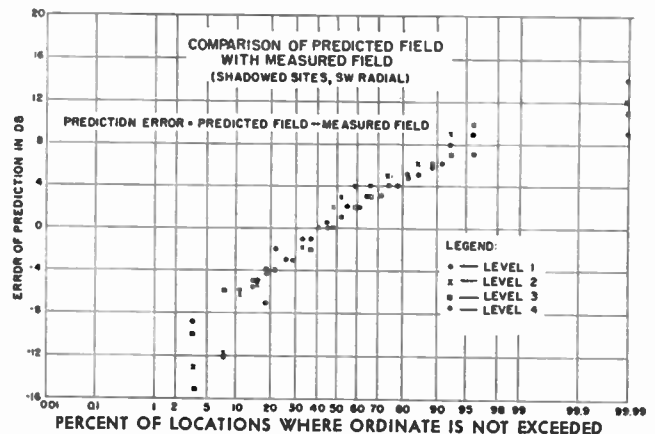 20
16
12
8
4
0
-4
-8
-12
-16
ERROR OF PREDICTION IN DB
COMPARISON OF PREDICTED FIELD
WITH MEASURED FIELD
(SHADOWED SITES, SW RADIAL)
PREDICTION ERROR = PREDICTED FIELD — MEASURED FIELD
LEGEND:
• — LEVEL 1
x — LEVEL 2
▪ — LEVEL 3
• — LEVEL 4
0.01 0.1 1 2 5 10 20 30 40 50 60 70 80 90 95 98 99 99.9 99.99
PERCENT OF LOCATIONS WHERE ORDINATE IS NOT EXCEEDED